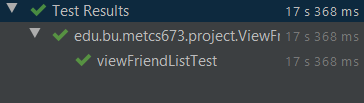 Test Results 17 s 368 ms
edu.bu.metcs673.project.ViewFr 17 s 368 ms
viewFriendListTest 17 s 368 ms